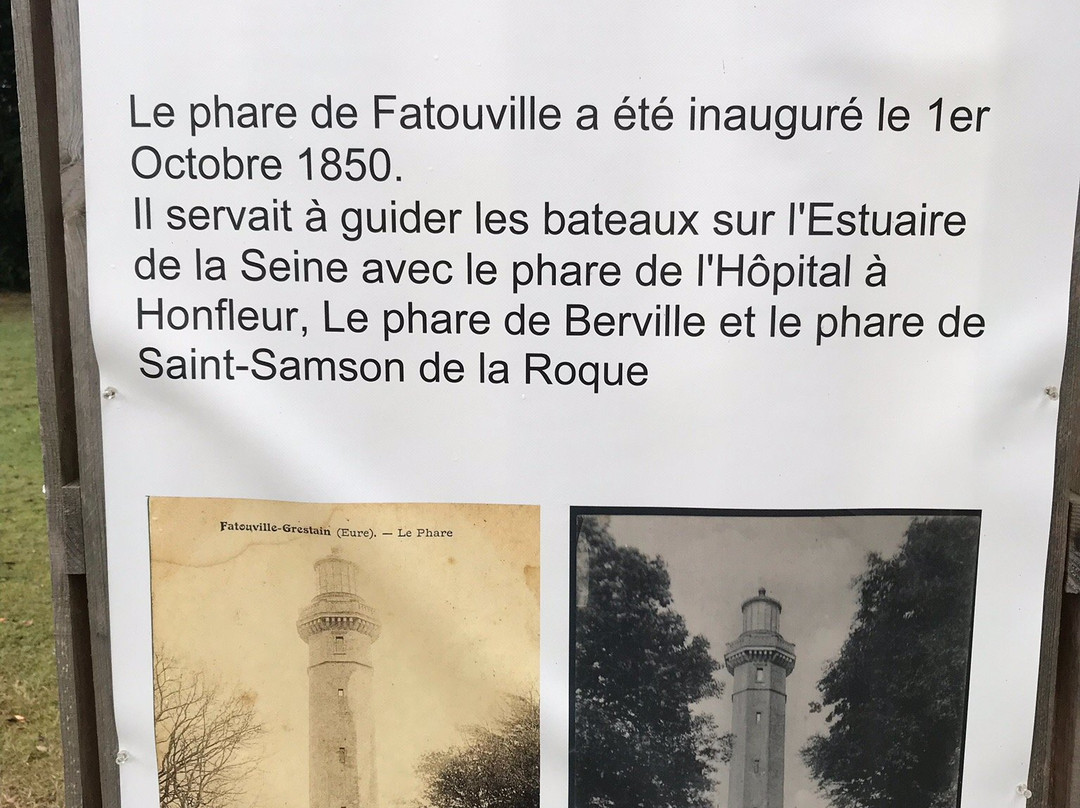 Le phare de Fatouville a été inauguré le 1er
Octobre 1850.
Il servait à guider les bateaux sur l'Estuaire
de la Seine avec le phare de l'Hôpital à
Honfleur, Le phare de Berville et le phare de
Saint-Samson de la Roque
Fatouville-Grestain (Eure). — Le Phare